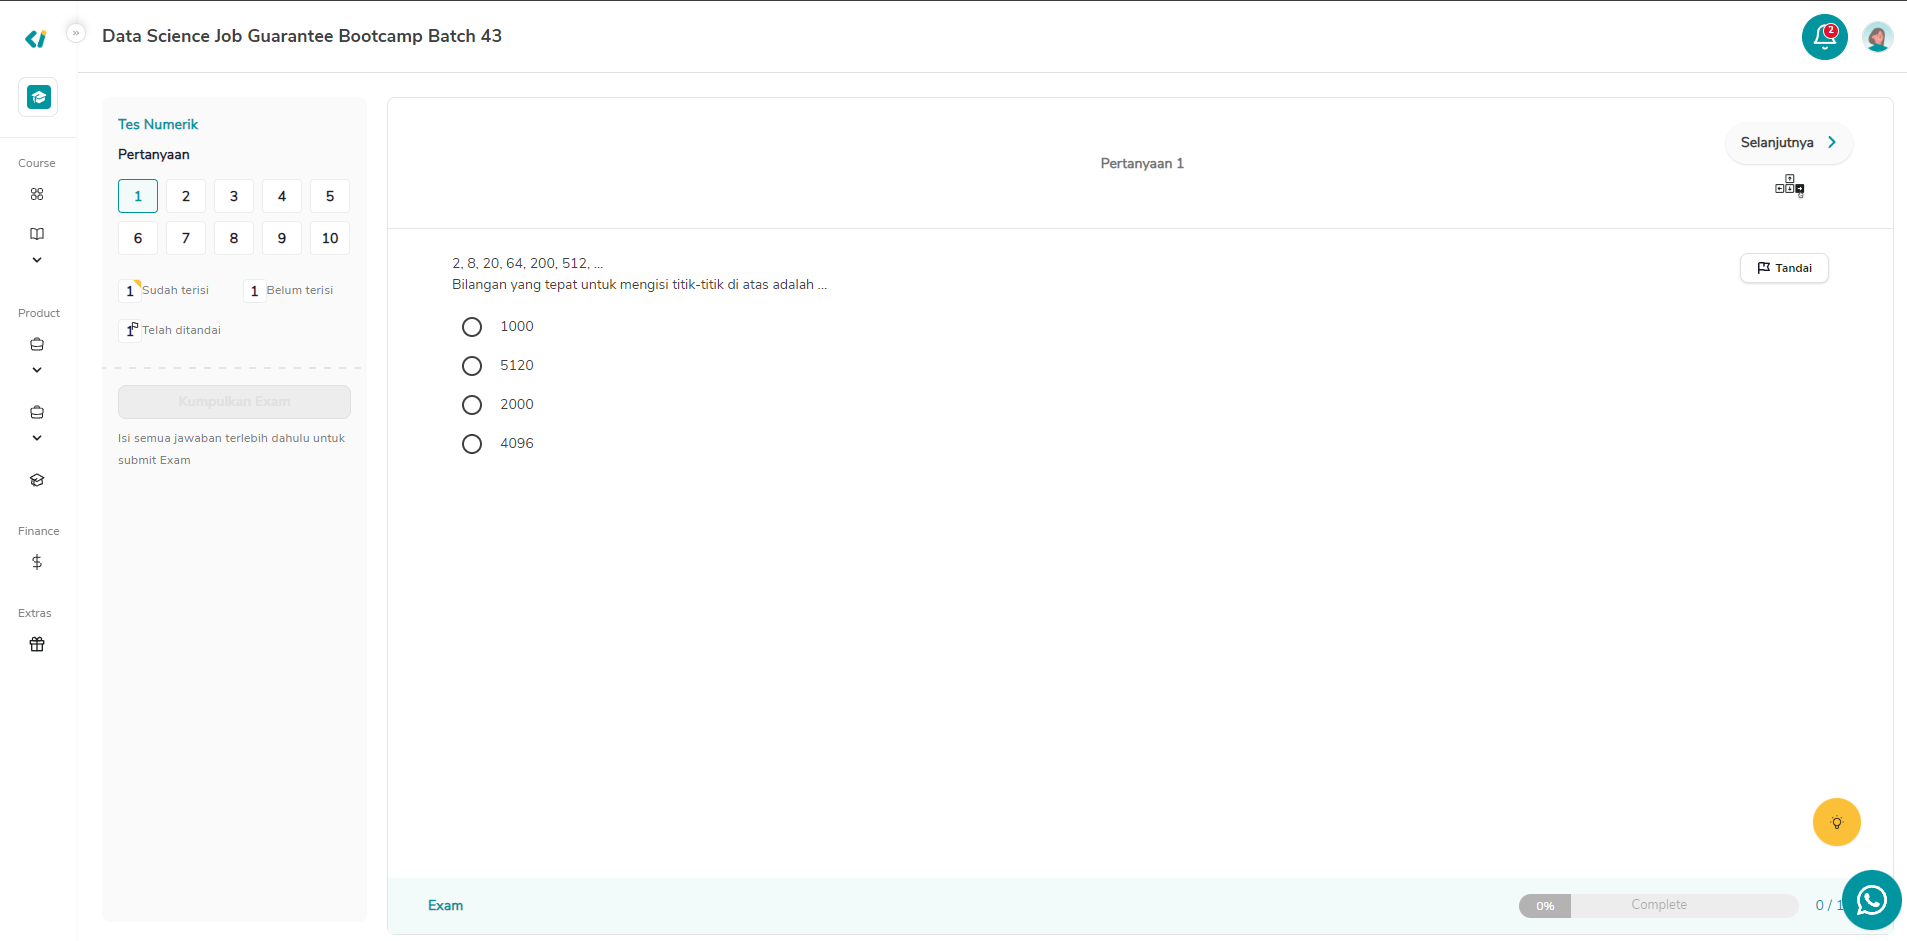 Data Science Job Guarantee Bootcamp Batch 43
2
Course
Product
Finance
Extras
Tes Numerik
Pertanyaan
1 2 3 4 5
6 7 8 9 10
1 Sudah terisi 1 Belum terisi
1 Telah ditandai
Kumpulkan Exam
Isi semua jawaban terlebih dahulu untuk
submit Exam
Pertanyaan 1
Selanjutnya
2, 8, 20, 64, 200, 512, ...
Bilangan yang tepat untuk mengisi titik-titik di atas adalah ...
Tandai
1000
5120
2000
4096
Exam
0% Complete
0 / 1